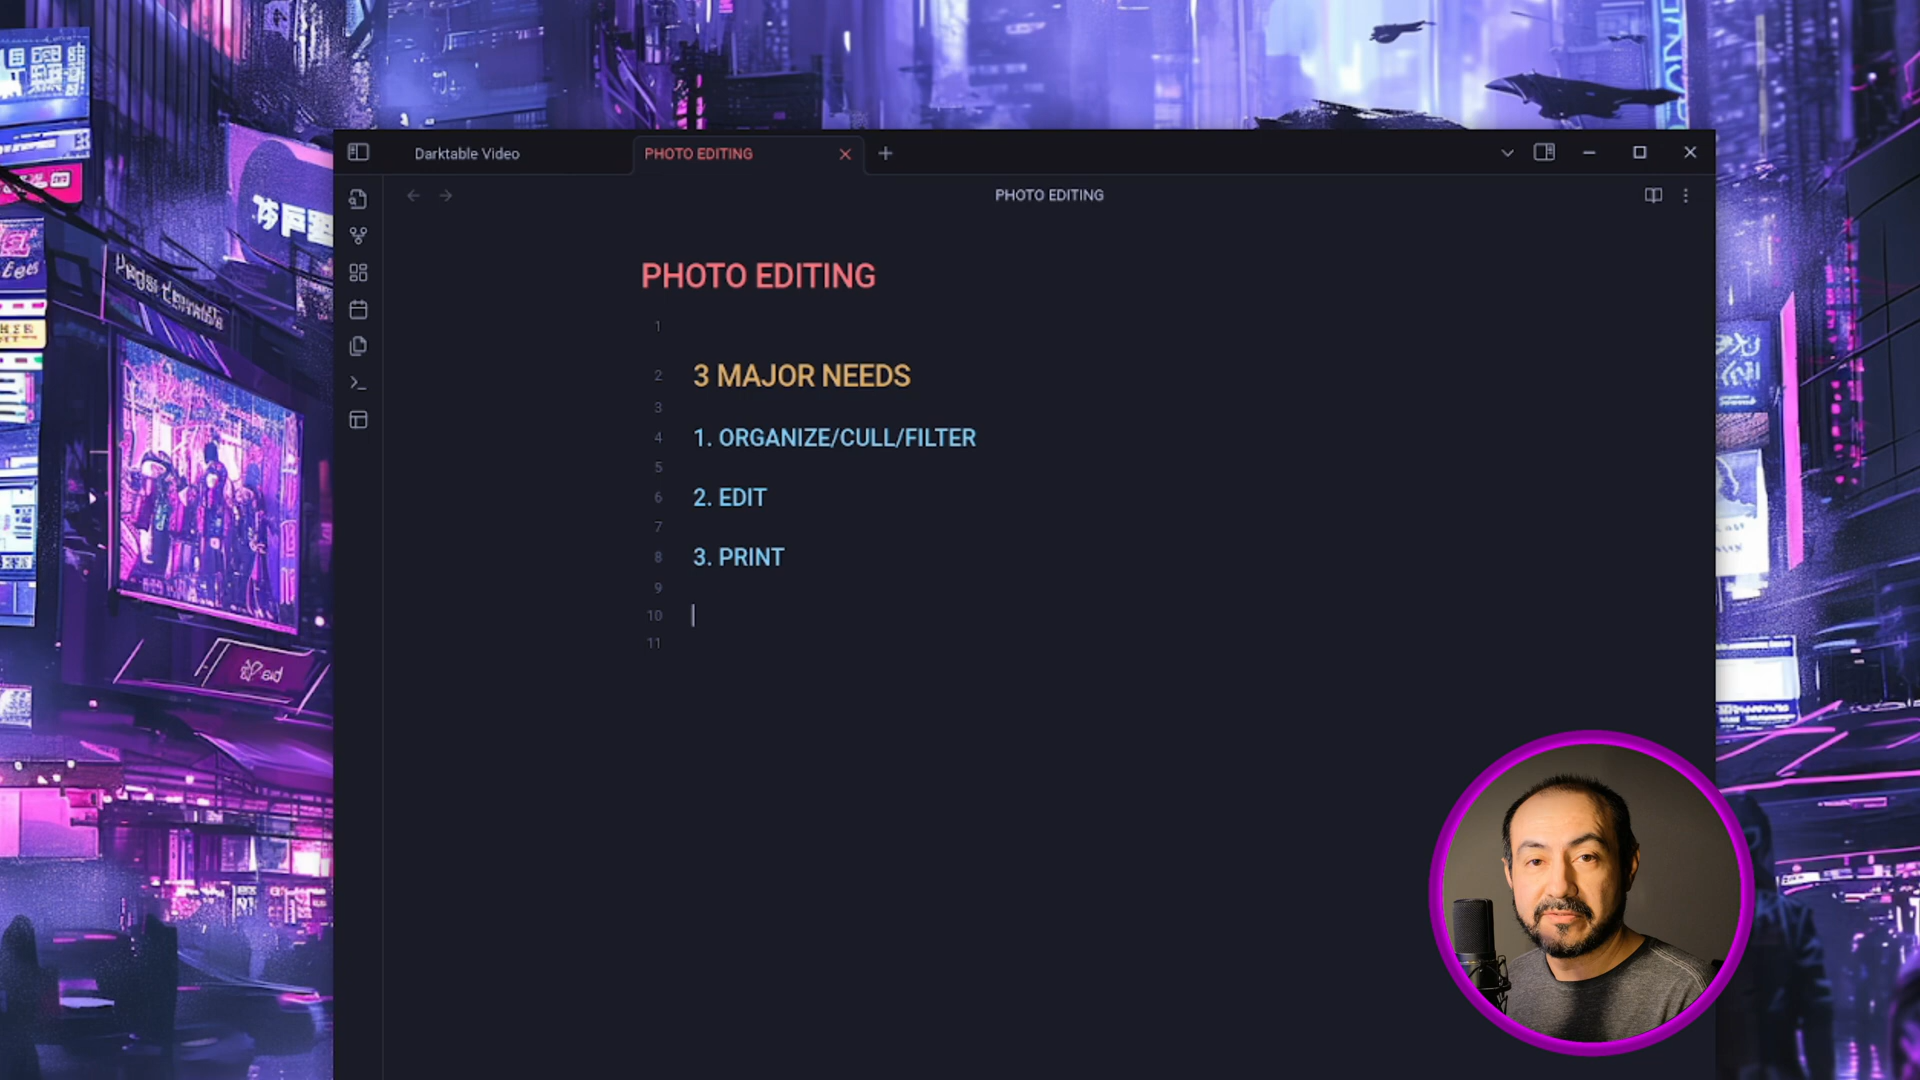 Darktable Video
PHOTO EDITING
PHOTO EDITING
PHOTO EDITING
1
2 3 MAJOR NEEDS
3
4 1. ORGANIZE/CULL/FILTER
5
6 2. EDIT
7
8 3. PRINT
9
10
11